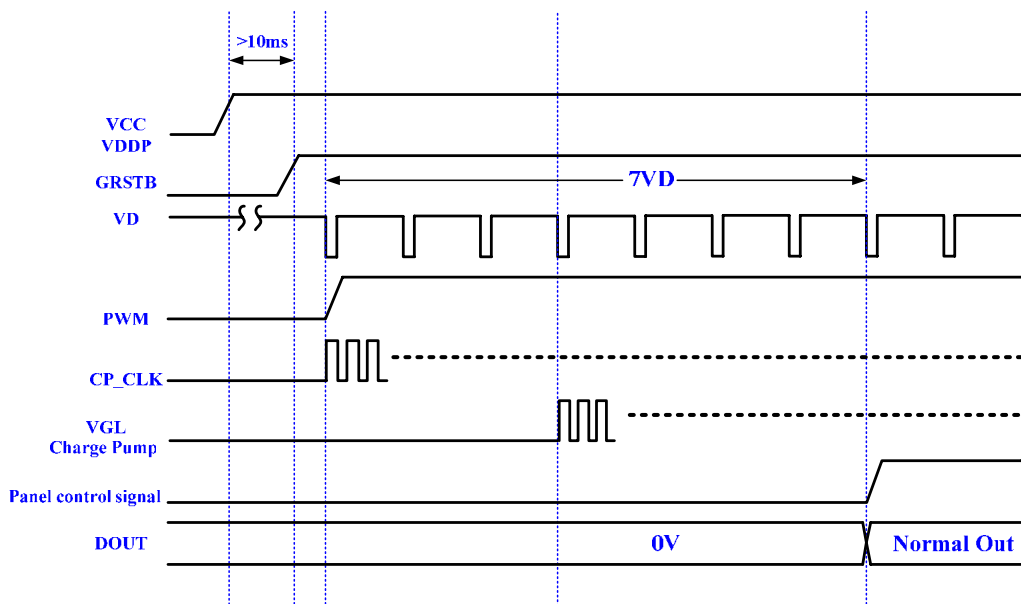 >10ms
VCC
VDDP
GRSTB
7VD
VD
PWM
CP_CLK
VGL
Charge Pump
Panel control signal
DOUT
0V
Normal Out